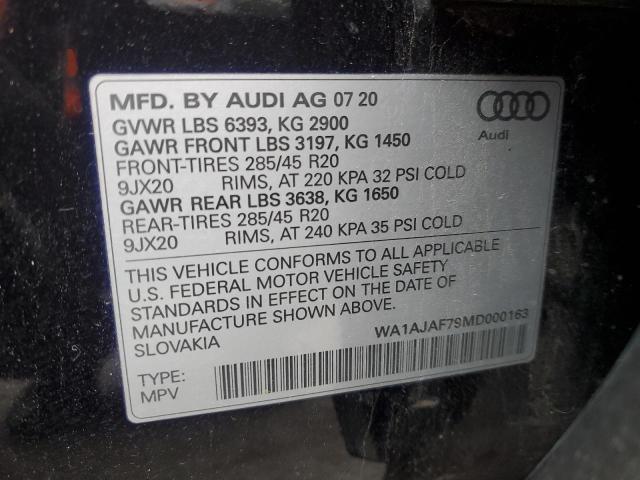 MFD. BY AUDI AG 07 20
GVWR LBS 6393, KG 2900
GAWR FRONT LBS 3197, KG 1450
FRONT-TIRES 285/45 R20
9JX20 RIMS, AT 220 KPA 32 PSI COLD
GAWR REAR LBS 3638, KG 1650
REAR-TIRES 285/45 R20
9JX20 RIMS, AT 240 KPA 35 PSI COLD
Audi
THIS VEHICLE CONFORMS TO ALL APPLICABLE
U.S. FEDERAL MOTOR VEHICLE SAFETY
STANDARDS IN EFFECT ON THE DATE OF
MANUFACTURE SHOWN ABOVE.
SLOVAKIA
WA1AJAF79MD000163
TYPE:
MPV